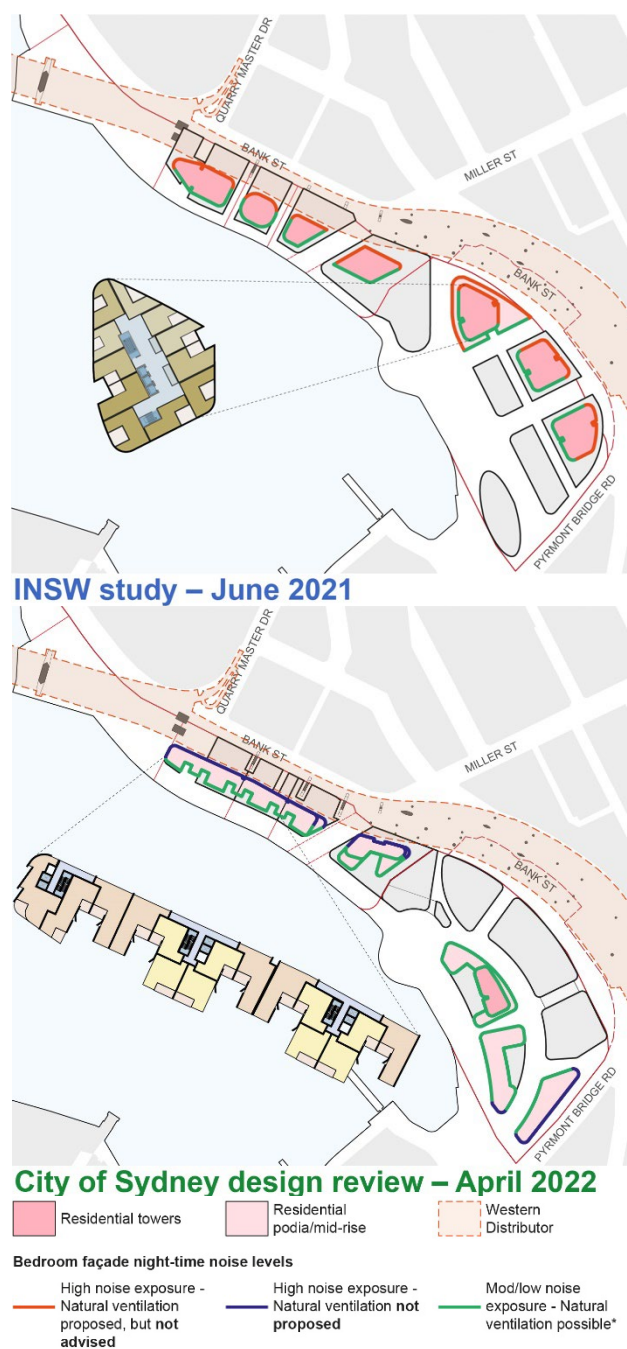 QUARRY MASTER DR
BANK ST
MILLER ST
BANK ST
PYRMONT BRIDGE RD
INSW study – June 2021
QUARRY MASTER DR
BANK ST
MILLER ST
BANK ST
PYRMONT BRIDGE RD
City of Sydney design review – April 2022
Residential towers
Residential
podia/mid-rise
Western
Distributor
Bedroom façade night-time noise levels
High noise exposure -
Natural ventilation
proposed, but not
advised
High noise exposure -
Natural ventilation not
proposed
Mod/low noise
exposure - Natural
ventilation possible*